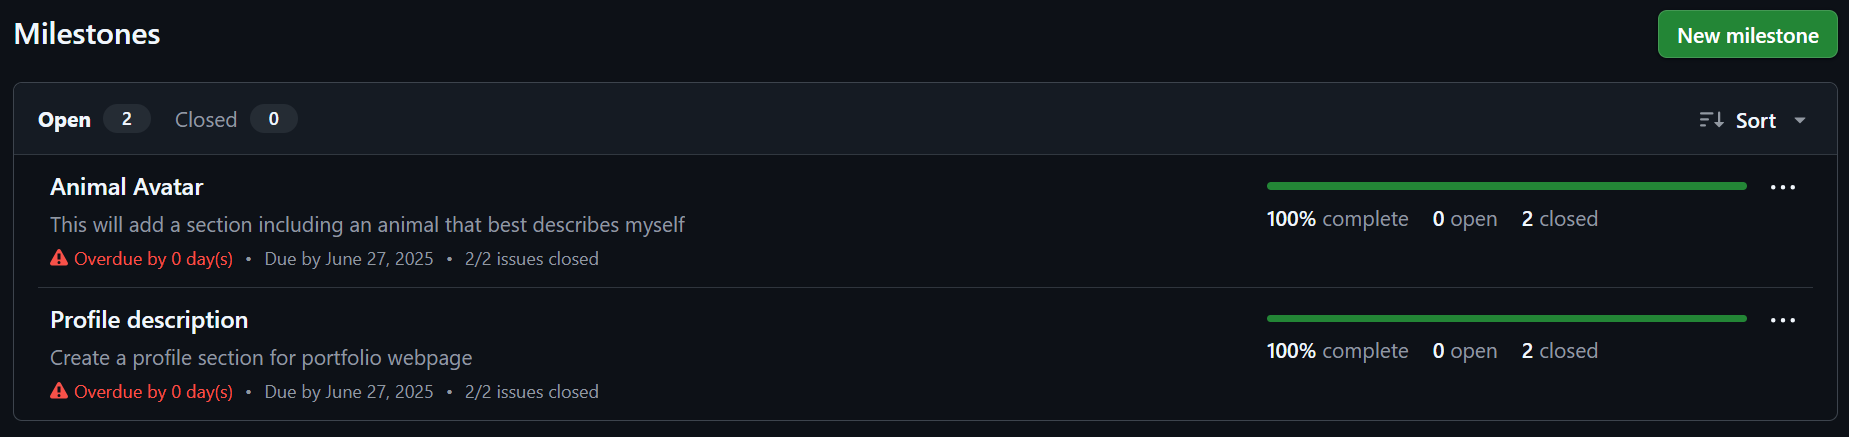 Milestones
New milestone
Open 2 Closed 0
Sort
Animal Avatar
100% complete 0 open 2 closed
This will add a section including an animal that best describes myself
Overdue by 0 day(s) • Due by June 27, 2025 • 2/2 issues closed
Profile description
100% complete 0 open 2 closed
Create a profile section for portfolio webpage
Overdue by 0 day(s) • Due by June 27, 2025 • 2/2 issues closed